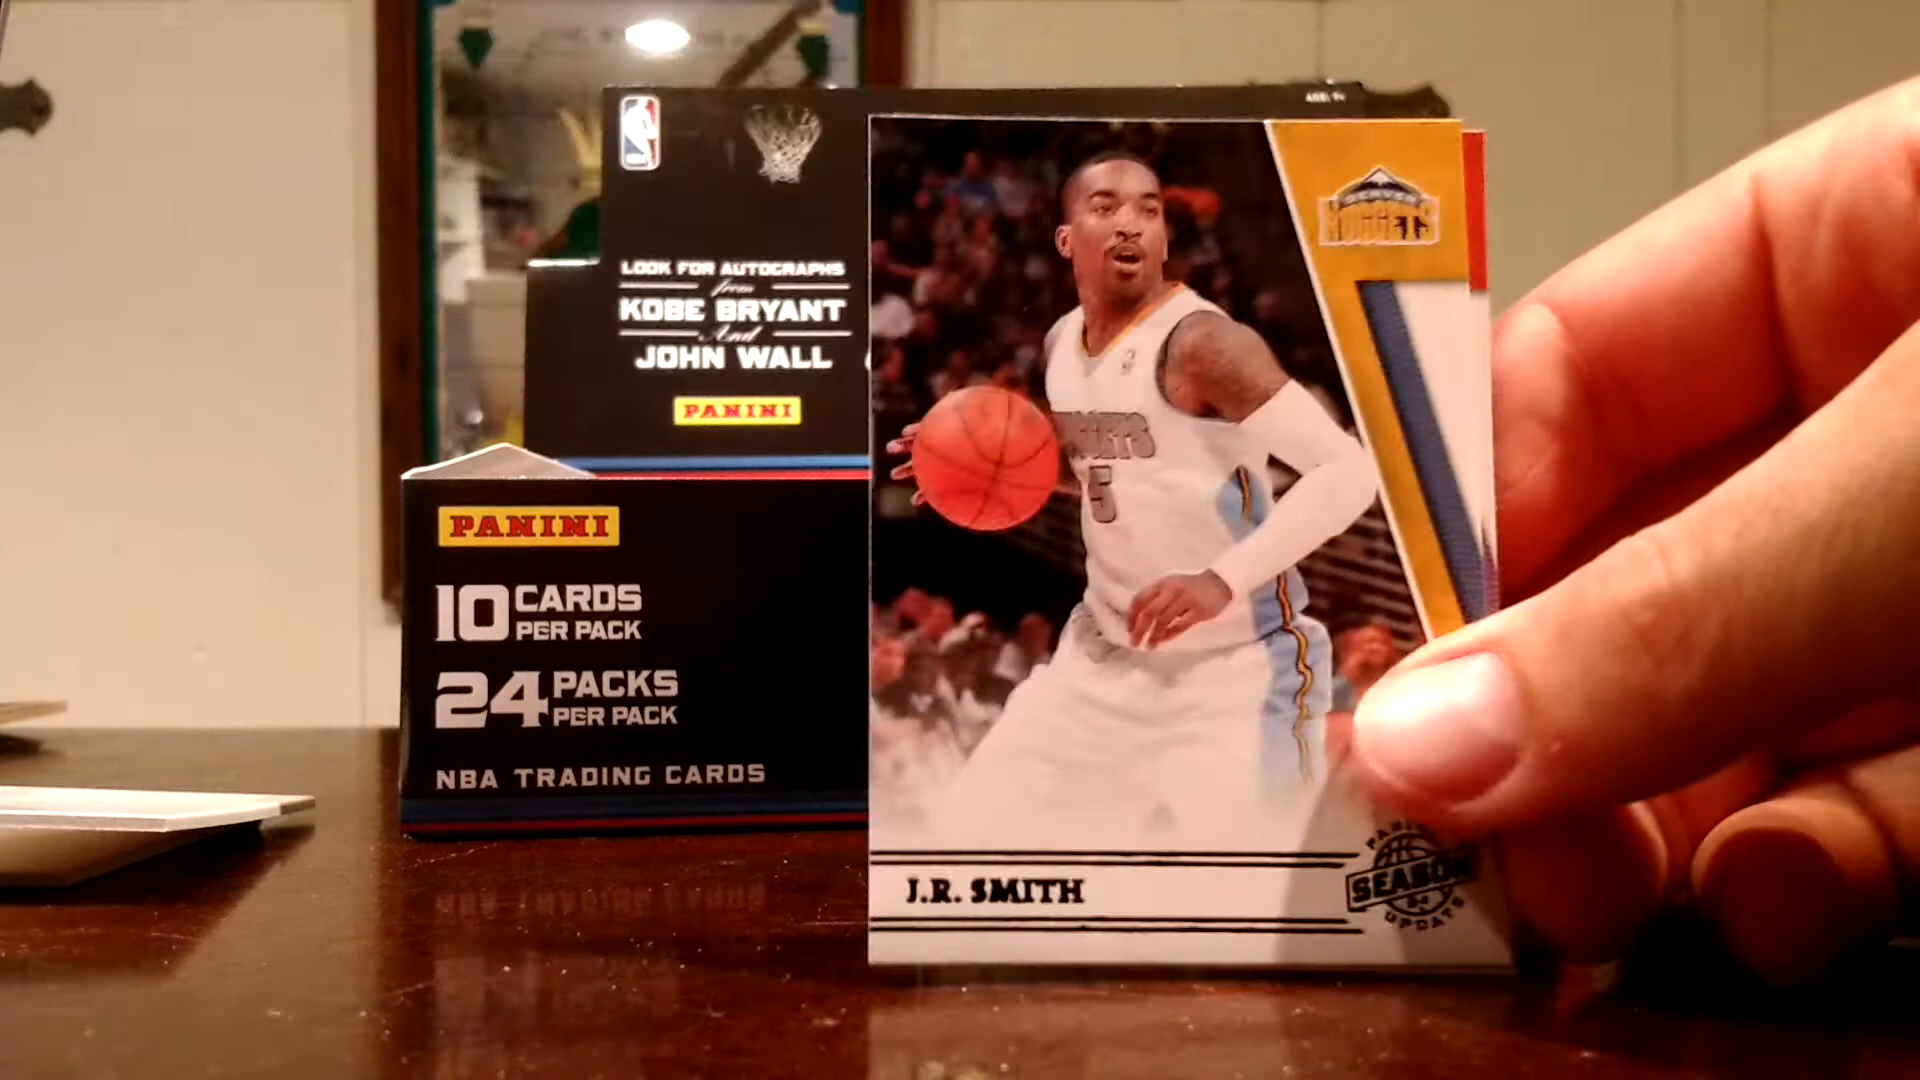 LOOK FOR AUTOGRAPHS
from
KOBE BRYANT
And
JOHN WALL
PANINI
PANINI
10 CARDS
PER PACK
24 PACKS
PER PACK
NBA TRADING CARDS
NUGGETS
NUGGETS
5
J.R. SMITH
SEASON
UPDATE